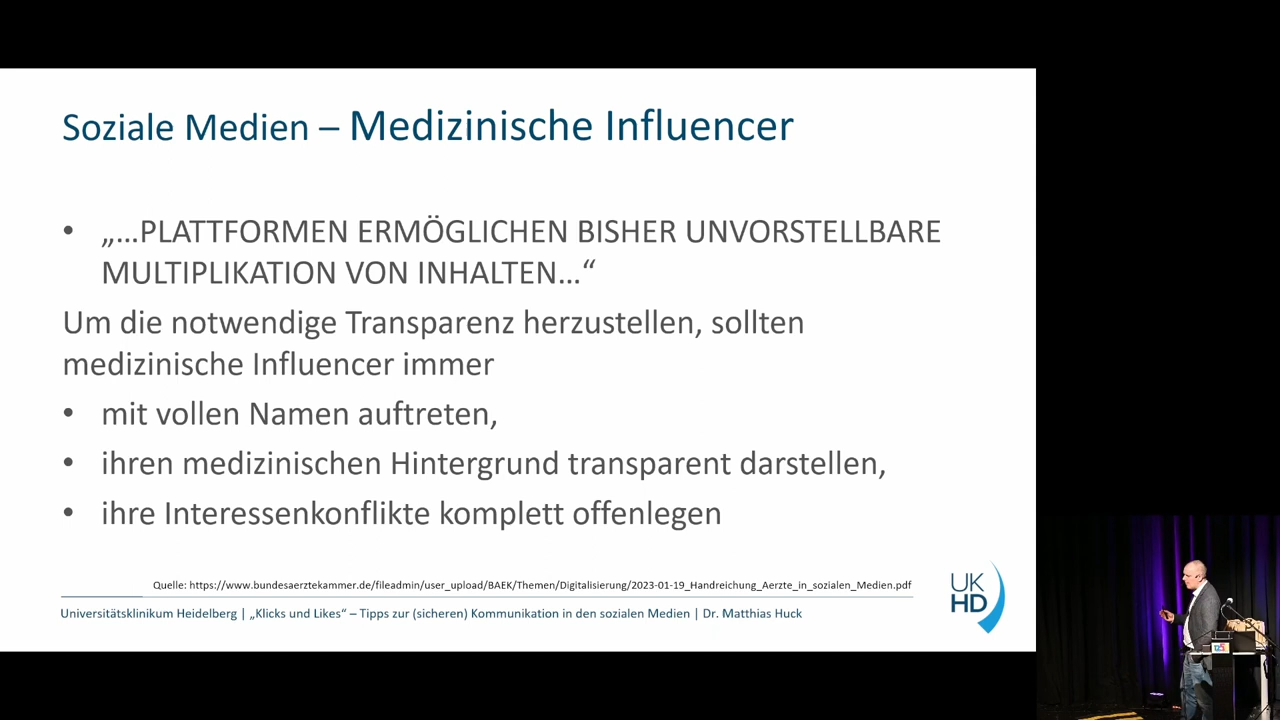 Soziale Medien – Medizinische Influencer
• „…PLATTFORMEN ERMÖGLICHEN BISHER UNVORSTELLBARE
MULTIPLIKATION VON INHALTEN…“
Um die notwendige Transparenz herzustellen, sollten
medizinische Influencer immer
• mit vollen Namen auftreten,
• ihren medizinischen Hintergrund transparent darstellen,
• ihre Interessenkonflikte komplett offenlegen
Quelle: https://www.bundesaerztekammer.de/fileadmin/user_upload/BAEK/Themen/Digitalisierung/2023-01-19_Handreichung_Aerzte_in_sozialen_Medien.pdf
Universitätsklinikum Heidelberg | „Klicks und Likes“ – Tipps zur (sicheren) Kommunikation in den sozialen Medien | Dr. Matthias Huck
UK
HD